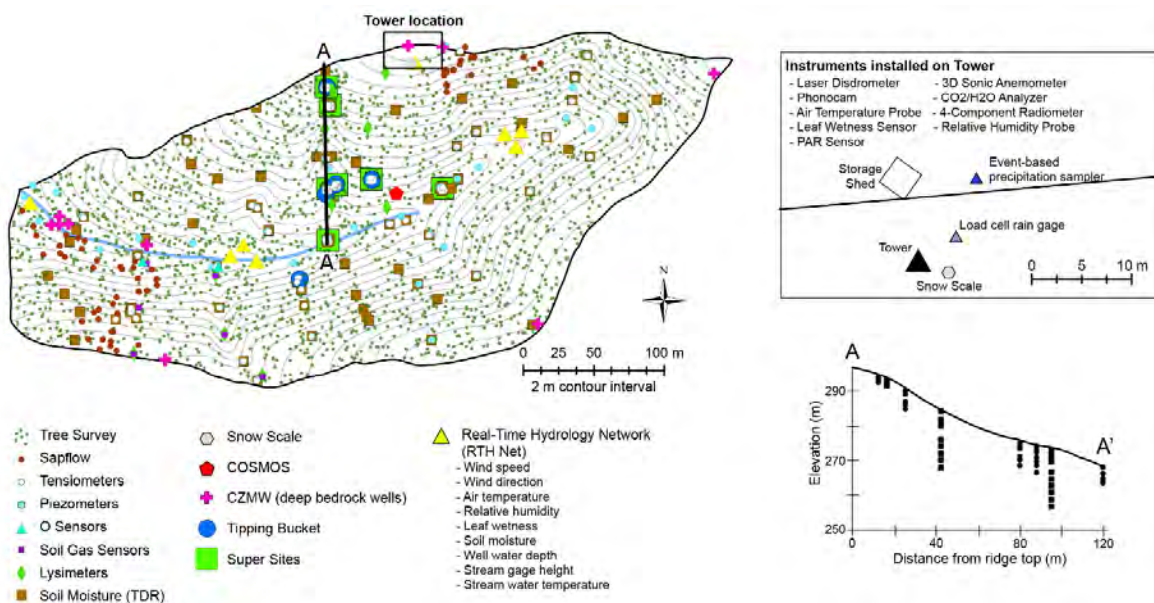 Tower location
A
A'
N
0 25 50 100 m
2 m contour interval
Tree Survey
Sapflow
Tensiometers
Piezometers
O Sensors
Soil Gas Sensors
Lysimeters
Soil Moisture (TDR)
Snow Scale
COSMOS
CZMW (deep bedrock wells)
Tipping Bucket
Super Sites
Real-Time Hydrology Network
(RTH Net)
- Wind speed
- Wind direction
- Air temperature
- Relative humidity
- Leaf wetness
- Soil moisture
- Well water depth
- Stream gage height
- Stream water temperature
Instruments installed on Tower
- Laser Disdrometer
- Phonocam
- Air Temperature Probe
- Leaf Wetness Sensor
- PAR Sensor
- 3D Sonic Anemometer
- CO2/H2O Analyzer
- 4-Component Radiometer
- Relative Humidity Probe
Storage
Shed
Event-based
precipitation sampler
Load cell rain gage
Tower
Snow Scale
0 5 10 m
A
A'
Elevation (m)
290
270
250
0 40 80 120
Distance from ridge top (m)